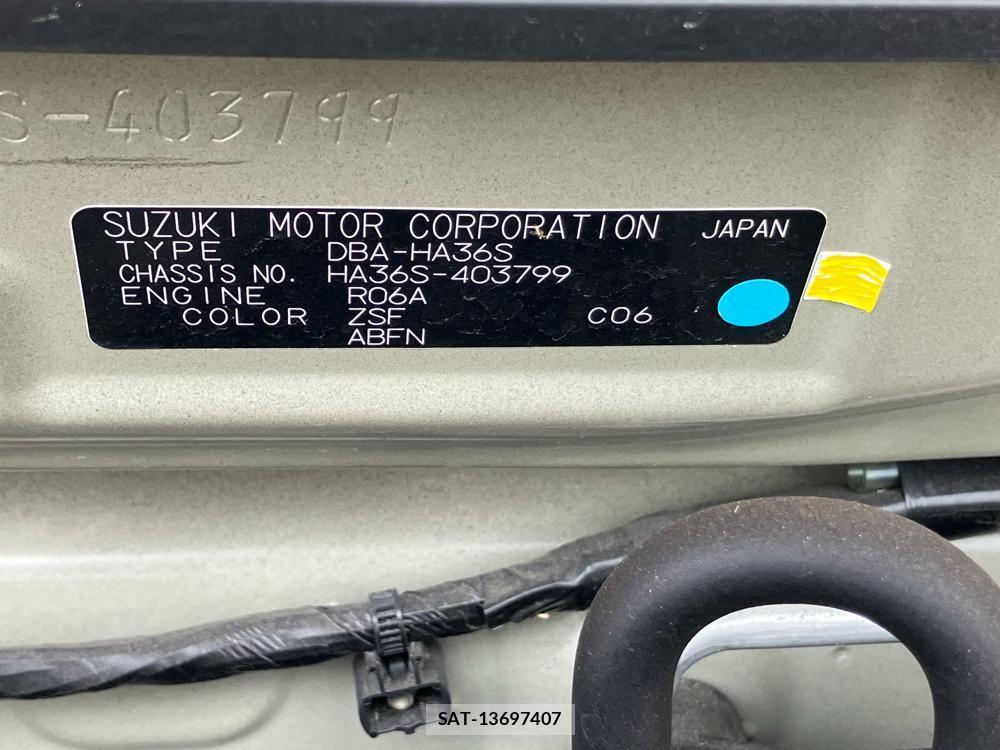 S-403799
SUZUKI MOTOR CORPORATION JAPAN
TYPE DBA-HA36S
CHASSIS NO. HA36S-403799
ENGINE R06A
COLOR ZSF C06
ABFN
SAT-13697407